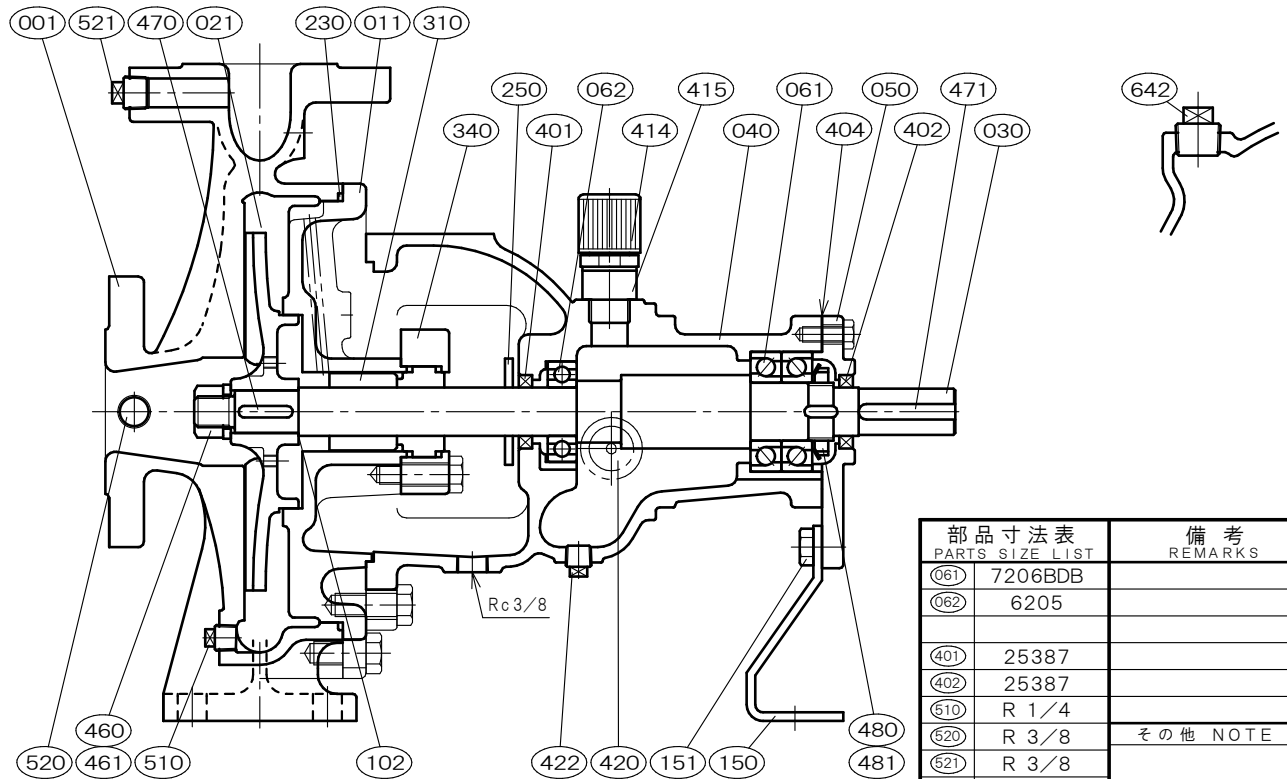 001 521 470 021 230 011 310
250 062 415 061 050 471 642
340 401 414 040 404 402 030
Rc3/8
460 480
520 461 510 102 422 420 151 150 481
部品寸法表 備考
PARTS SIZE LIST REMARKS
061 7206BDB
062 6205
401 25387
402 25387
510 R 1/4
520 R 3/8 その他 NOTE
521 R 3/8